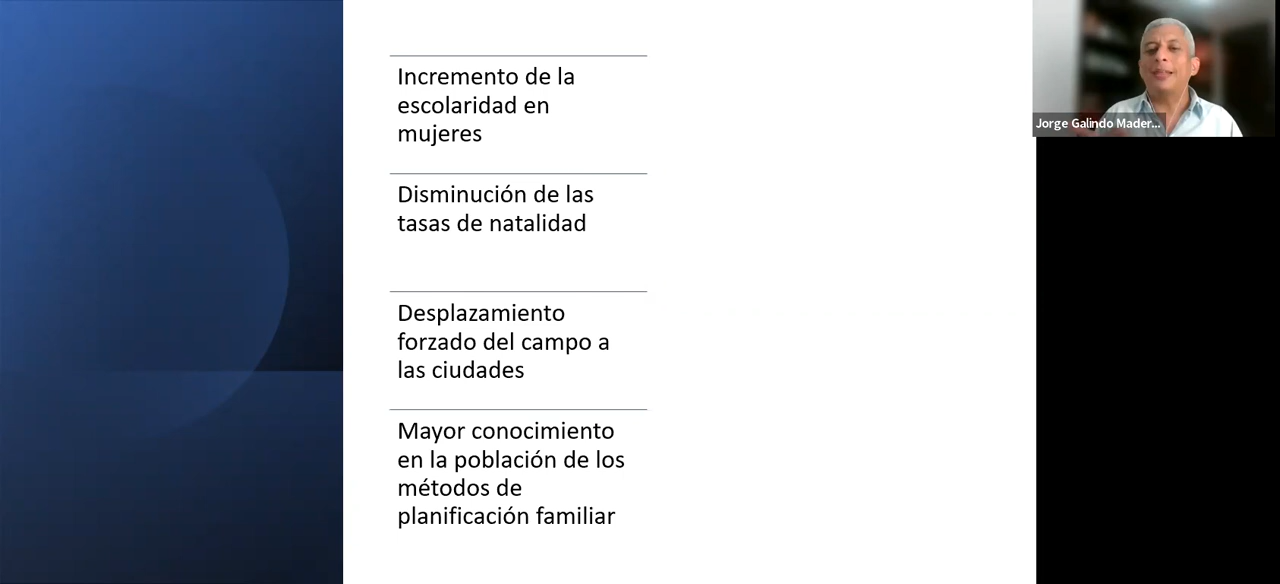 Incremento de la
escolaridad en
mujeres
Disminución de las
tasas de natalidad
Desplazamiento
forzado del campo a
las ciudades
Mayor conocimiento
en la población de los
métodos de
planificación familiar
Jorge Galindo Mader...